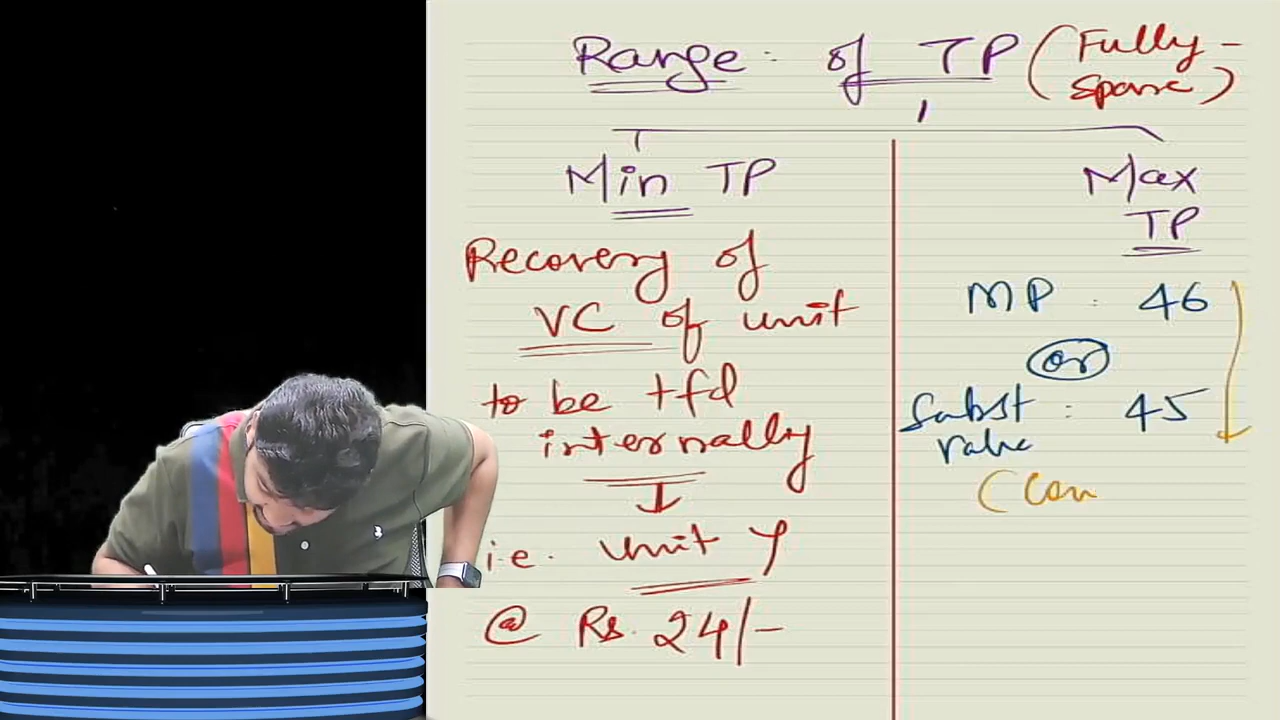 Range: of TP (Fully-
Spare)
Min TP
Recovery of
VC of unit
to be tfd
internally
i.e. Unit Y
@ Rs. 24/-
Max
TP
MP : 46
or
Subst : 45
value
(Con